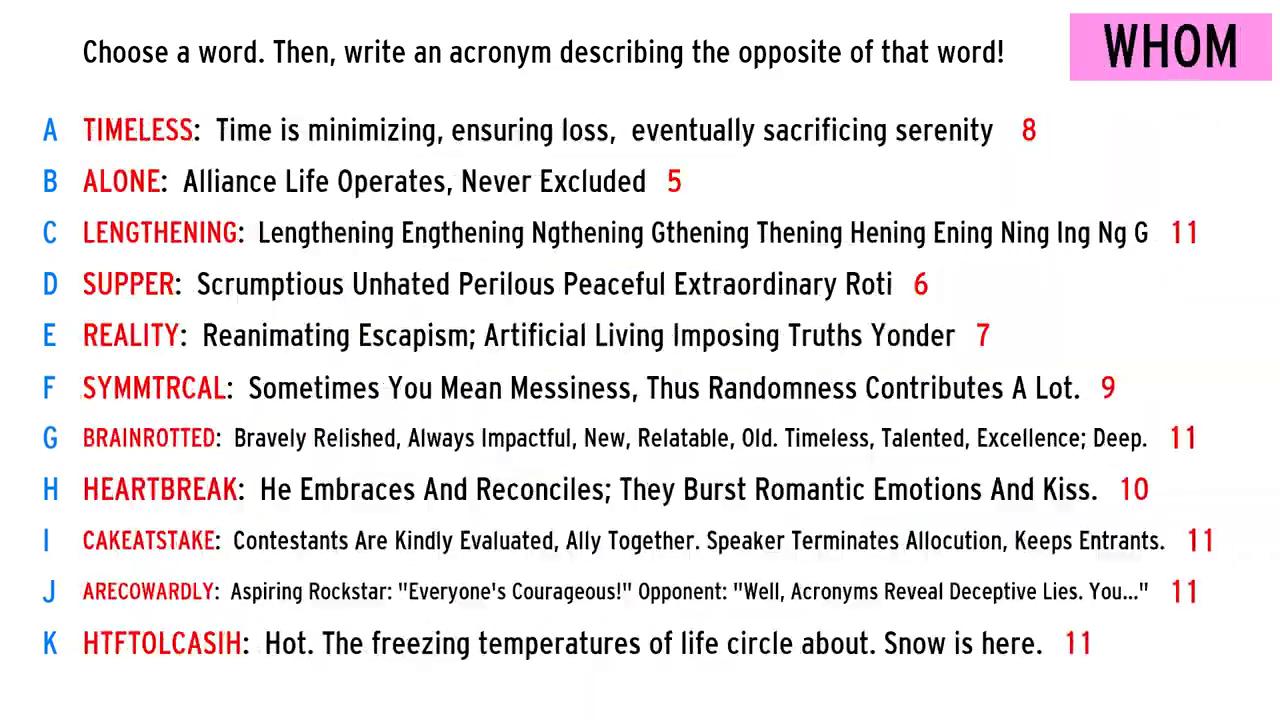 Choose a word. Then, write an acronym describing the opposite of that word!
WHOM
A TIMELESS: Time is minimizing, ensuring loss, eventually sacrificing serenity 8
B ALONE: Alliance Life Operates, Never Excluded 5
C LENGTHENING: Lengthening Engthening Ngthening Gthening Thening Hening Ening Ning Ing Ng G 11
D SUPPER: Scrumptious Unhated Perilous Peaceful Extraordinary Roti 6
E REALITY: Reanimating Escapism; Artificial Living Imposing Truths Yonder 7
F SYMMTRCAL: Sometimes You Mean Messiness, Thus Randomness Contributes A Lot. 9
G BRAINROTTED: Bravely Relished, Always Impactful, New, Relatable, Old. Timeless, Talented, Excellence; Deep. 11
H HEARTBREAK: He Embraces And Reconciles; They Burst Romantic Emotions And Kiss. 10
I CAKEATSTAKE: Contestants Are Kindly Evaluated, Ally Together. Speaker Terminates Allocution, Keeps Entrants. 11
J ARECOWARDLY: Aspiring Rockstar: "Everyone's Courageous!" Opponent: "Well, Acronyms Reveal Deceptive Lies. You..." 11
K HTFTOLCASIH: Hot. The freezing temperatures of life circle about. Snow is here. 11